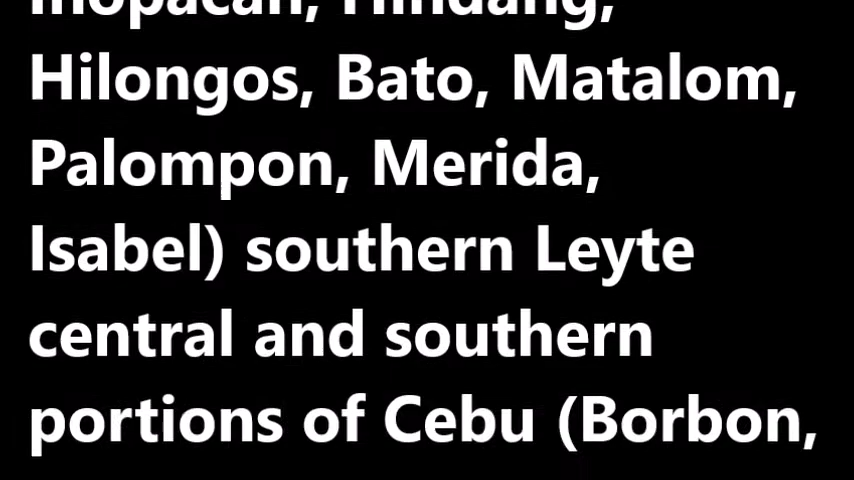 Inopacan, Hindang,
Hilongos, Bato, Matalom,
Palompon, Merida,
Isabel) southern Leyte
central and southern
portions of Cebu (Borbon,